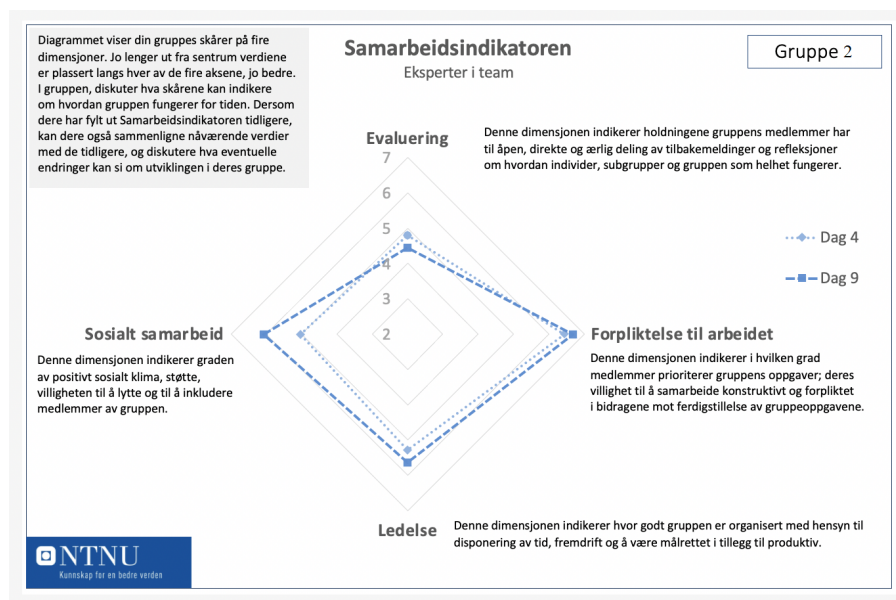 Diagrammet viser din gruppes skårer på fire
dimensjoner. Jo lenger ut fra sentrum verdiene
er plassert langs hver av de fire aksene, jo bedre.
I gruppen, diskuter hva skårene kan indikere
om hvordan gruppen fungerer for tiden. Dersom
dere har fylt ut Samarbeidsindikatoren tidligere,
kan dere også sammenligne nåværende verdier
med de tidligere, og diskutere hva eventuelle
endringer kan si om utviklingen i deres gruppe.
Samarbeidsindikatoren
Eksperter i team
Gruppe 2
Evaluering
Denne dimensjonen indikerer holdningene gruppens medlemmer har
til åpen, direkte og ærlig deling av tilbakemeldinger og refleksjoner
om hvordan individer, subgrupper og gruppen som helhet fungerer.
7
6
5
4
3
2
Dag 4
Dag 9
Sosialt samarbeid
Denne dimensjonen indikerer graden
av positivt sosialt klima, støtte,
villigheten til å lytte og til å inkludere
medlemmer av gruppen.
Forpliktelse til arbeidet
Denne dimensjonen indikerer i hvilken grad
medlemmer prioriterer gruppens oppgaver; deres
villighet til å samarbeide konstruktivt og forpliktet
i bidragene mot ferdigstillelse av gruppeoppgavene.
Ledelse
Denne dimensjonen indikerer hvor godt gruppen er organisert med hensyn til
disponering av tid, fremdrift og å være målrettet i tillegg til produktiv.
NTNU
Kunnskap for en bedre verden